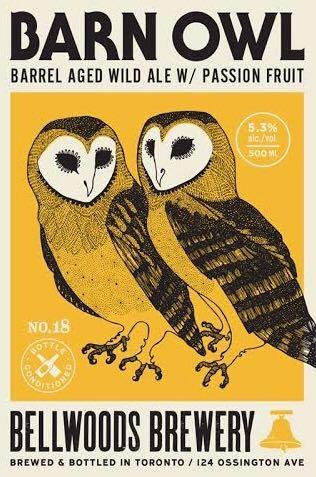 BARN OWL
BARREL AGED WILD ALE W/ PASSION FRUIT
5.3%
alc./vol.
500 ML
NO.18
BOTTLE
CONDITIONED
BELLWOODS BREWERY
BREWED & BOTTLED IN TORONTO / 124 OSSINGTON AVE